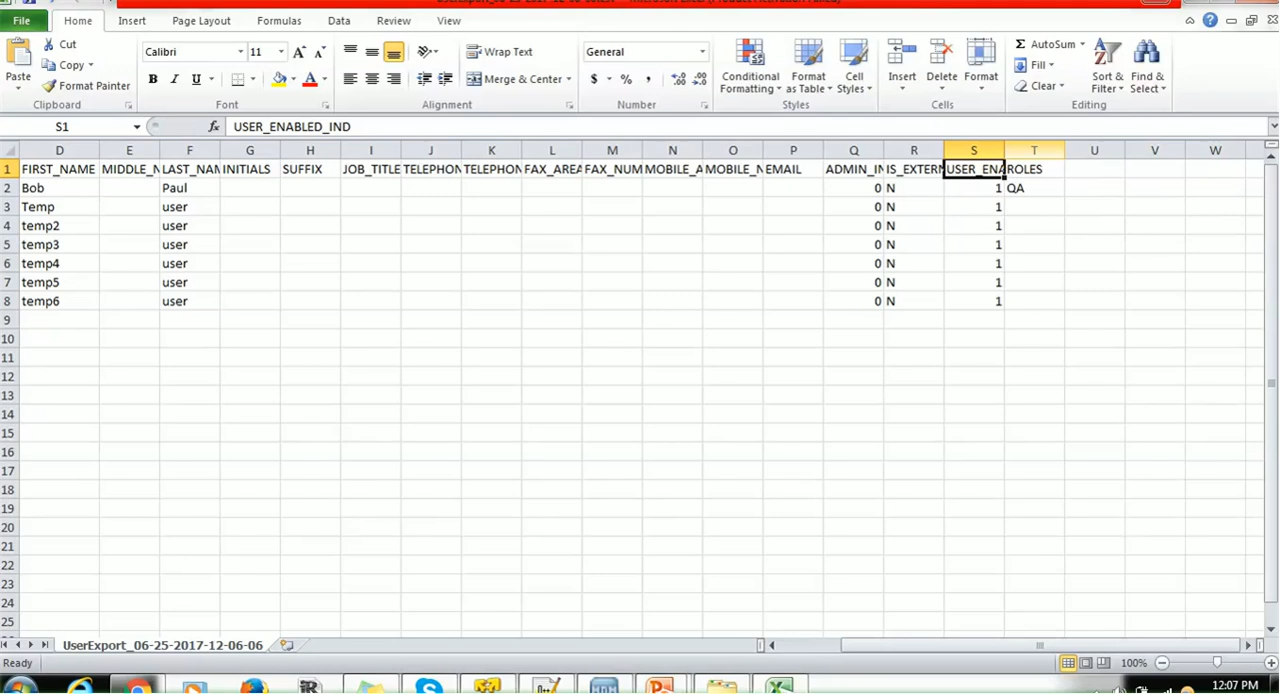 File Home Insert Page Layout Formulas Data Review View
Paste Cut Copy Format Painter Clipboard
Calibri 11 B I U A A A Font
Wrap Text Merge & Center Alignment
General $ % , Number
Conditional Formatting Format as Table Cell Styles Styles
Insert Delete Format Cells
Σ AutoSum Fill Clear Sort & Filter Find & Select Editing
S1 fx USER_ENABLED_IND
D E F G H I J K L M N O P Q R S T U V W
1 FIRST_NAME MIDDLE_N LAST_NAM INITIALS SUFFIX JOB_TITLE TELEPHON TELEPHON FAX_AREA FAX_NUM MOBILE_A MOBILE_N EMAIL ADMIN_IN IS_EXTERN USER_ENA ROLES
2 Bob Paul 0 N 1 QA
3 Temp user 0 N 1
4 temp2 user 0 N 1
5 temp3 user 0 N 1
6 temp4 user 0 N 1
7 temp5 user 0 N 1
8 temp6 user 0 N 1
9
10
11
12
13
14
15
16
17
18
19
20
21
22
23
24
25
UserExport_06-25-2017-12-06-06
Ready 100%
12:07 PM